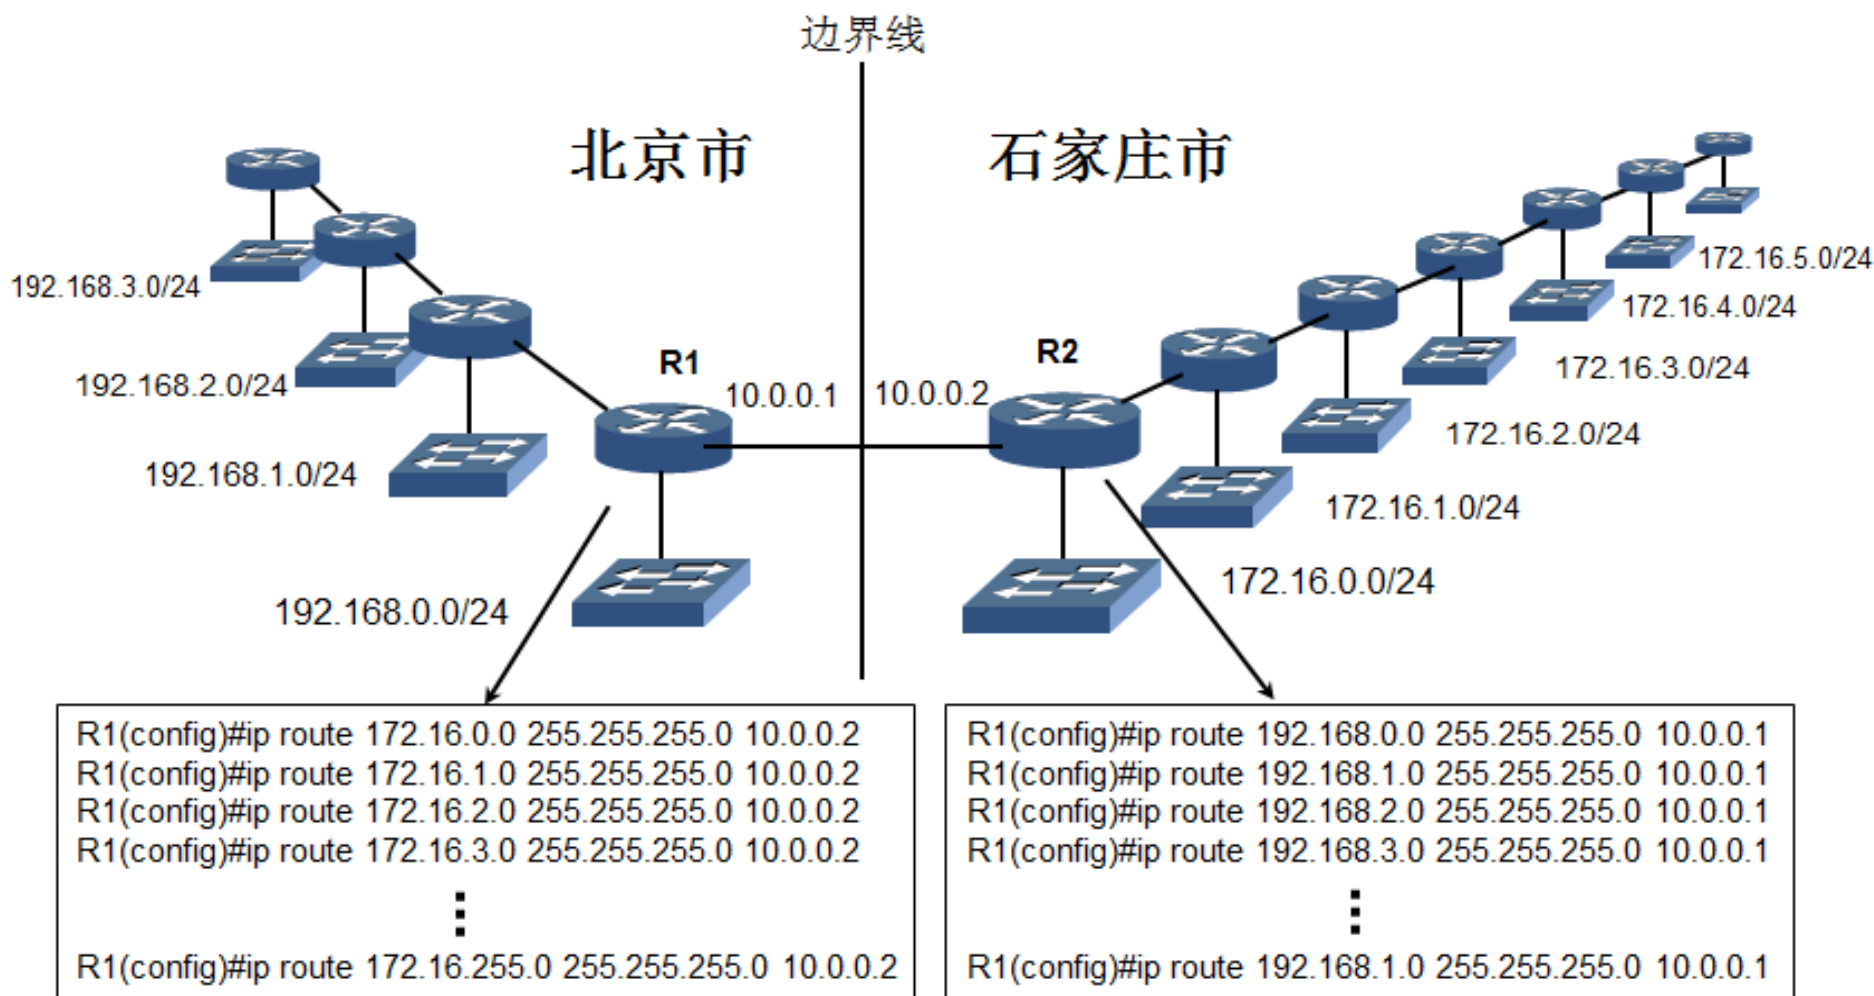 边界线
北京市
石家庄市
192.168.3.0/24
192.168.2.0/24
192.168.1.0/24
192.168.0.0/24
R1
10.0.0.1
10.0.0.2
R2
172.16.5.0/24
172.16.4.0/24
172.16.3.0/24
172.16.2.0/24
172.16.1.0/24
172.16.0.0/24
R1(config)#ip route 172.16.0.0 255.255.255.0 10.0.0.2
R1(config)#ip route 172.16.1.0 255.255.255.0 10.0.0.2
R1(config)#ip route 172.16.2.0 255.255.255.0 10.0.0.2
R1(config)#ip route 172.16.3.0 255.255.255.0 10.0.0.2
⋮
R1(config)#ip route 172.16.255.0 255.255.255.0 10.0.0.2
R1(config)#ip route 192.168.0.0 255.255.255.0 10.0.0.1
R1(config)#ip route 192.168.1.0 255.255.255.0 10.0.0.1
R1(config)#ip route 192.168.2.0 255.255.255.0 10.0.0.1
R1(config)#ip route 192.168.3.0 255.255.255.0 10.0.0.1
⋮
R1(config)#ip route 192.168.1.0 255.255.255.0 10.0.0.1